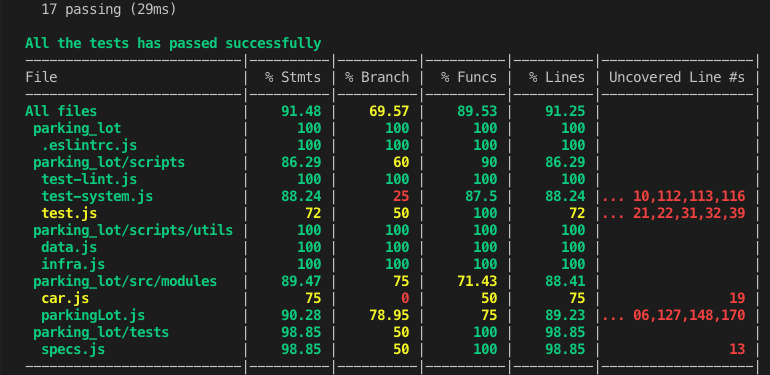 17 passing (29ms)
All the tests has passed successfully
File | % Stmts | % Branch | % Funcs | % Lines | Uncovered Line #s |
All files | 91.48 | 69.57 | 89.53 | 91.25 | |
parking_lot | 100 | 100 | 100 | 100 | |
.eslintrc.js | 100 | 100 | 100 | 100 | |
parking_lot/scripts | 86.29 | 60 | 90 | 86.29 | |
test-lint.js | 100 | 100 | 100 | 100 | |
test-system.js | 88.24 | 25 | 87.5 | 88.24 |... 10,112,113,116 |
test.js | 72 | 50 | 100 | 72 |... 21,22,31,32,39 |
parking_lot/scripts/utils | 100 | 100 | 100 | 100 | |
data.js | 100 | 100 | 100 | 100 | |
infra.js | 100 | 100 | 100 | 100 | |
parking_lot/src/modules | 89.47 | 75 | 71.43 | 88.41 | |
car.js | 75 | 0 | 50 | 75 | 19 |
parkingLot.js | 90.28 | 78.95 | 75 | 89.23 |... 06,127,148,170 |
parking_lot/tests | 98.85 | 50 | 100 | 98.85 | |
specs.js | 98.85 | 50 | 100 | 98.85 | 13 |